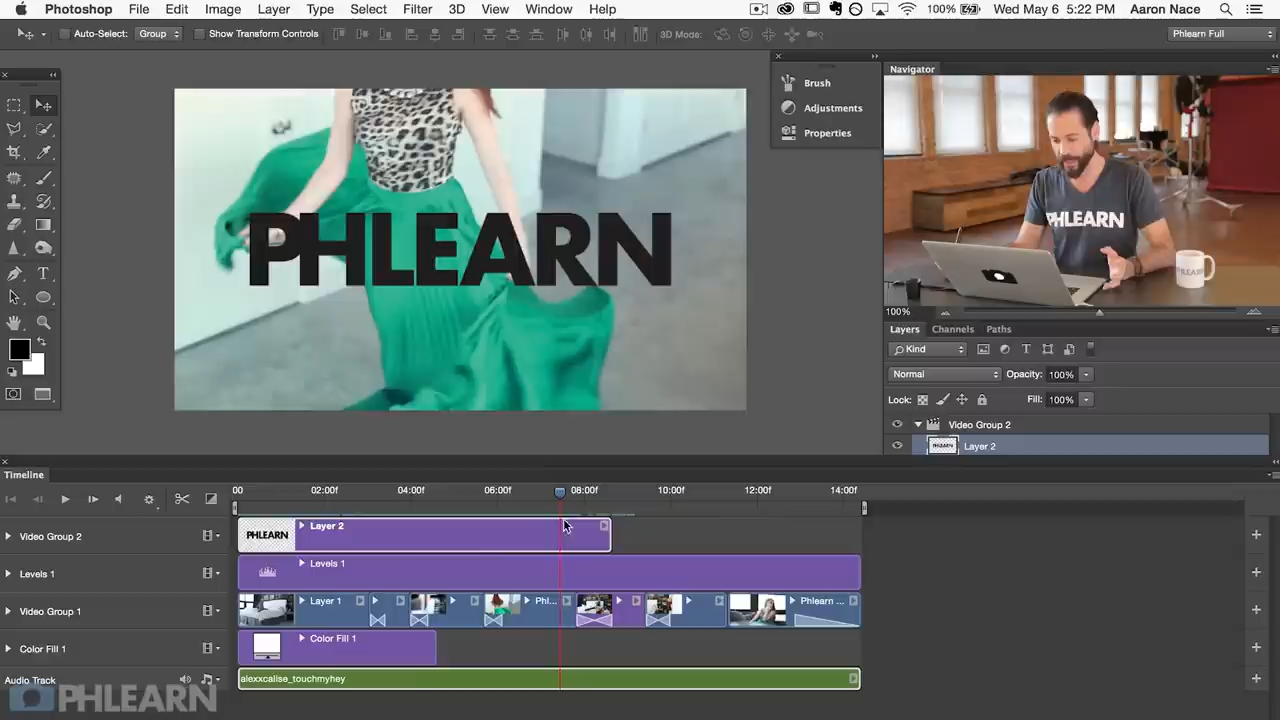 Photoshop File Edit Image Layer Type Select Filter 3D View Window Help 100% Wed May 6 5:22 PM Aaron Nace
Auto-Select: Group Show Transform Controls 3D Mode: Phlearn Full
Navigator
Brush
Adjustments
Properties
PHLEARN
PHLEARN
PHLEARN
100%
Layers Channels Paths
Kind
Normal Opacity: 100%
Lock: Fill: 100%
Video Group 2
PHLEARN Layer 2
Timeline
00 02:00f 04:00f 06:00f 08:00f 10:00f 12:00f 14:00f
Video Group 2 PHLEARN Layer 2
Levels 1 Levels 1
Video Group 1 Layer 1 Phl... Phlearn ...
Color Fill 1 Color Fill 1
Audio Track alexxcalise_touchmyhey
PHLEARN